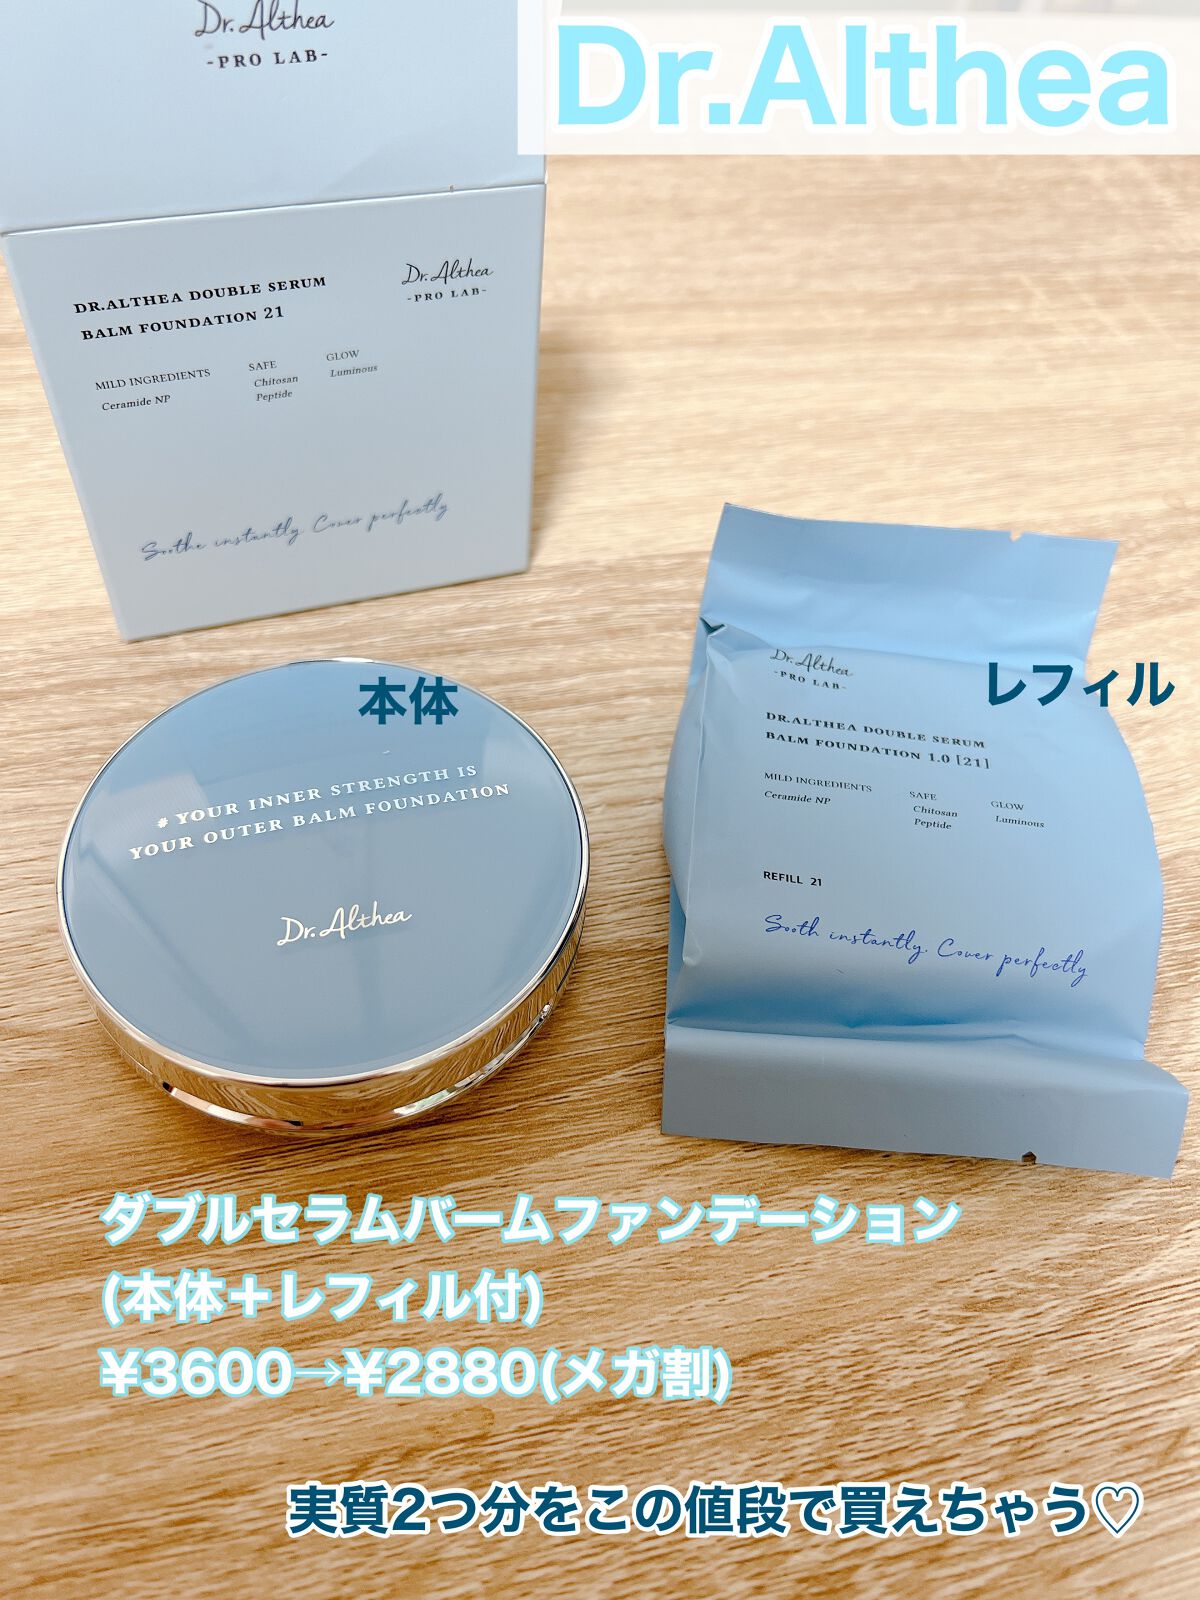 Dr.Althea
Dr.Althea
-PRO LAB-
DR.ALTHEA DOUBLE SERUM
BALM FOUNDATION 21
Dr.Althea
-PRO LAB-
MILD INGREDIENTS
Ceramide NP
SAFE
Chitosan
Peptide
GLOW
Luminous
Soothe instantly Cover perfectly
本体
# YOUR INNER STRENGTH IS
YOUR OUTER BALM FOUNDATION
Dr.Althea
レフィル
Dr.Althea
-PRO LAB-
DR.ALTHEA DOUBLE SERUM
BALM FOUNDATION 1.0 [21]
MILD INGREDIENTS
Ceramide NP
SAFE
Chitosan
Peptide
GLOW
Luminous
REFILL 21
Sooth instantly. Cover perfectly
ダブルセラムバームファンデーション
(本体＋レフィル付)
¥3600→¥2880(メガ割)
実質2つ分をこの値段で買えちゃう♡